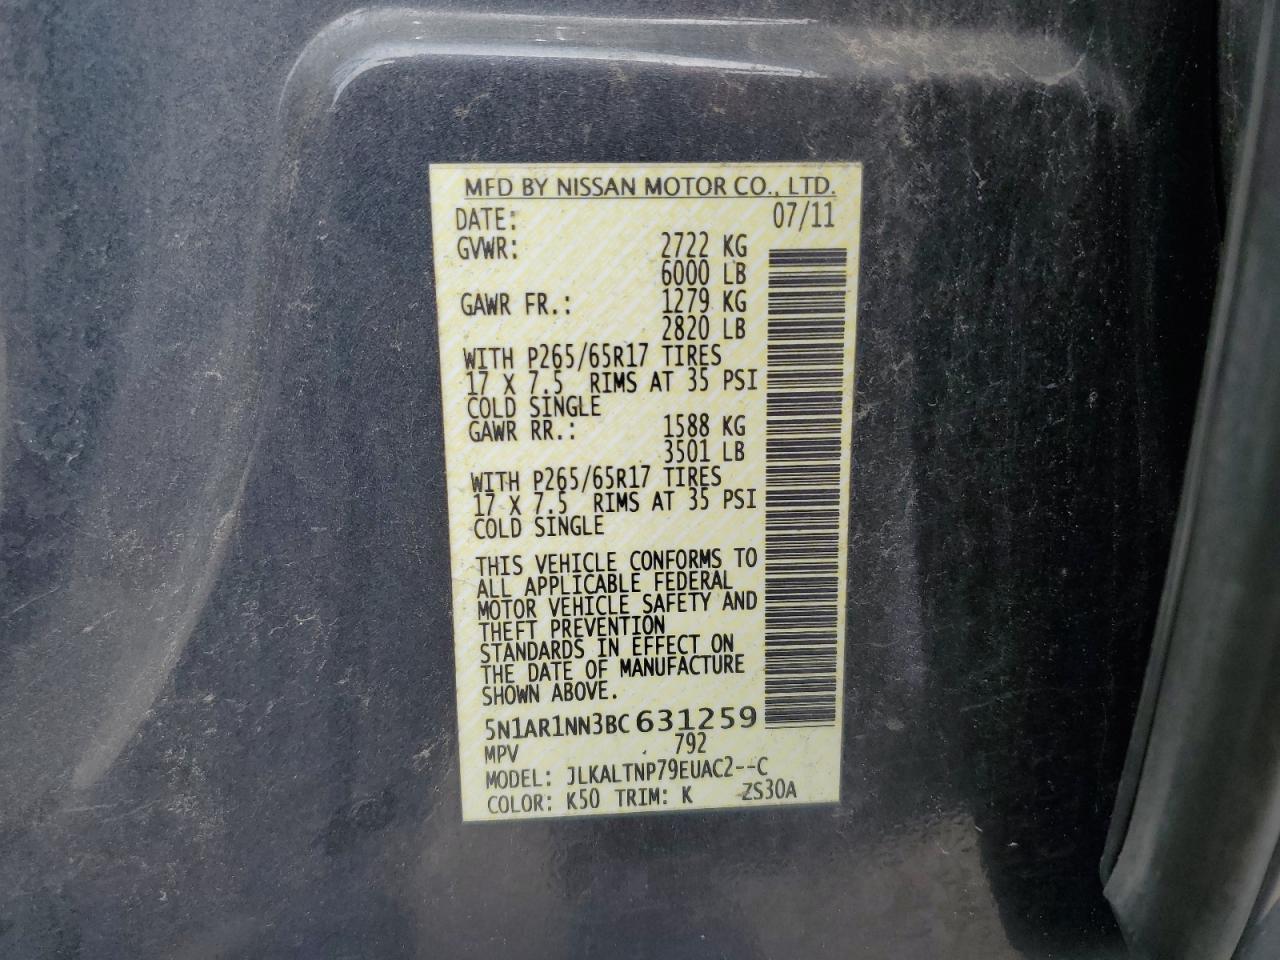 MFD BY NISSAN MOTOR CO., LTD.
DATE: 07/11
GVWR: 2722 KG
6000 LB
GAWR FR.: 1279 KG
2820 LB
WITH P265/65R17 TIRES
17 X 7.5 RIMS AT 35 PSI
COLD SINGLE
GAWR RR.: 1588 KG
3501 LB
WITH P265/65R17 TIRES
17 X 7.5 RIMS AT 35 PSI
COLD SINGLE
THIS VEHICLE CONFORMS TO
ALL APPLICABLE FEDERAL
MOTOR VEHICLE SAFETY AND
THEFT PREVENTION
STANDARDS IN EFFECT ON
THE DATE OF MANUFACTURE
SHOWN ABOVE.
5N1AR1NN3BC631259
MPV 792
MODEL: JLKALTNP79EUAC2--C
COLOR: K50 TRIM: K ZS30A